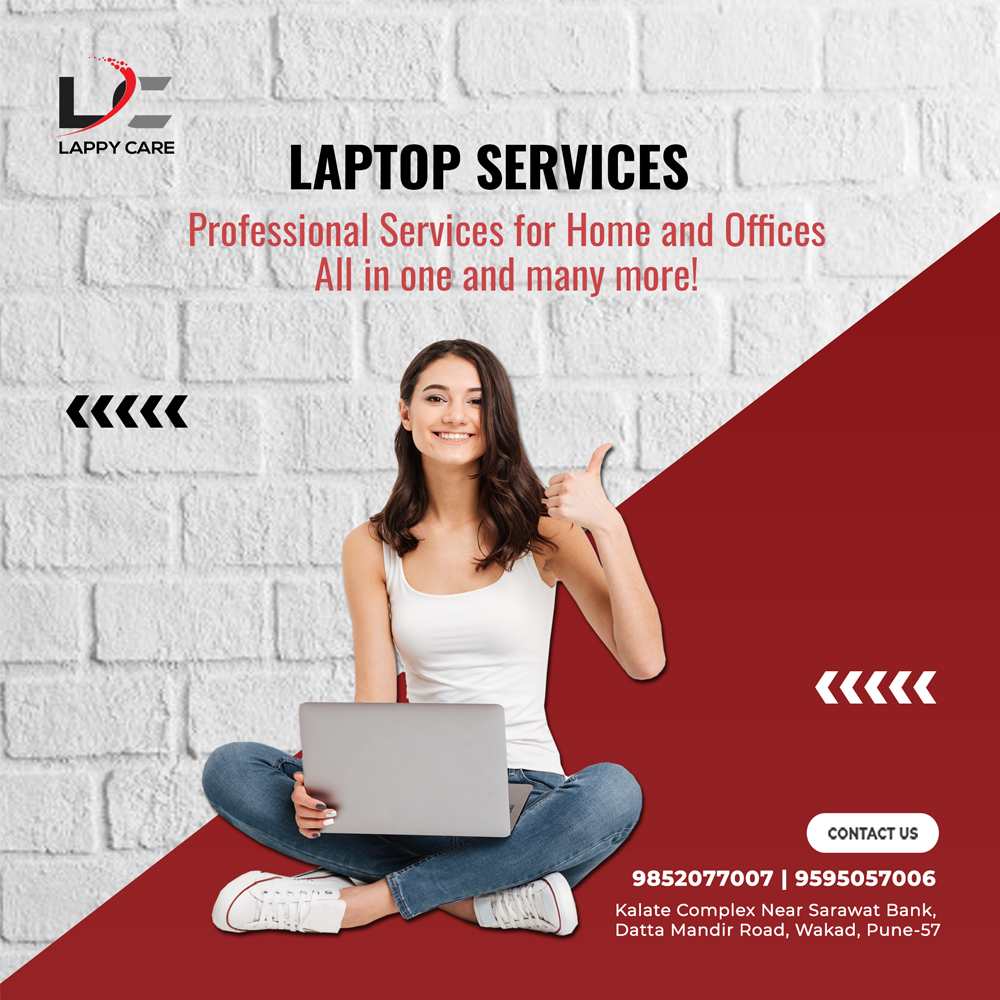 LAPPY CARE
LAPTOP SERVICES
Professional Services for Home and Offices
All in one and many more!
CONTACT US
9852077007 | 9595057006
Kalate Complex Near Sarawat Bank,
Datta Mandir Road, Wakad, Pune-57